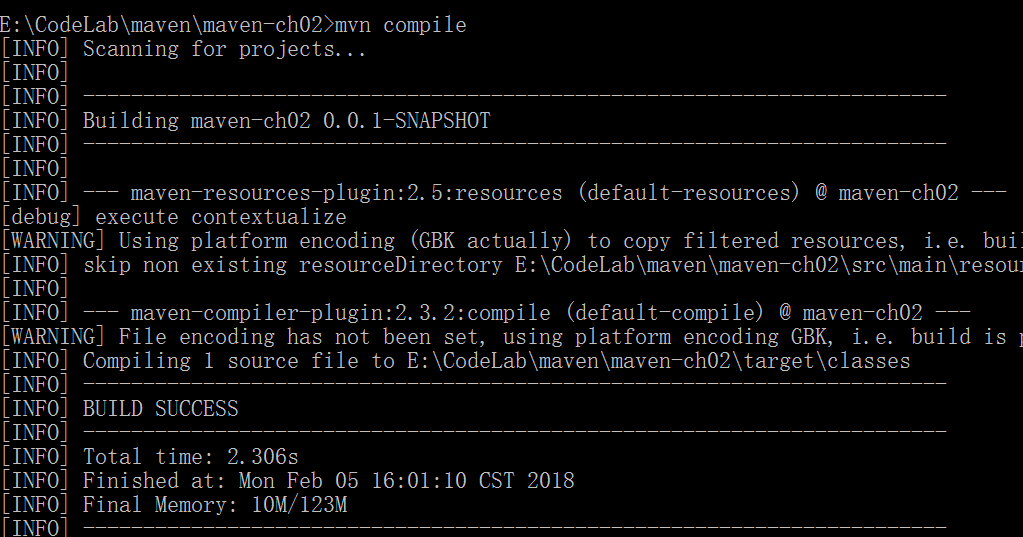 E:\CodeLab\maven\maven-ch02>mvn compile
[INFO] Scanning for projects...
[INFO]
[INFO] ------------------------------------------------------------------------
[INFO] Building maven-ch02 0.0.1-SNAPSHOT
[INFO] ------------------------------------------------------------------------
[INFO]
[INFO] --- maven-resources-plugin:2.5:resources (default-resources) @ maven-ch02 ---
[debug] execute contextualize
[WARNING] Using platform encoding (GBK actually) to copy filtered resources, i.e.
[INFO] skip non existing resourceDirectory E:\CodeLab\maven\maven-ch02\src\main\
[INFO]
[INFO] --- maven-compiler-plugin:2.3.2:compile (default-compile) @ maven-ch02 ---
[WARNING] File encoding has not been set, using platform encoding GBK, i.e. build is
[INFO] Compiling 1 source file to E:\CodeLab\maven\maven-ch02\target\classes
[INFO] ------------------------------------------------------------------------
[INFO] BUILD SUCCESS
[INFO] ------------------------------------------------------------------------
[INFO] Total time: 2.306s
[INFO] Finished at: Mon Feb 05 16:01:10 CST 2018
[INFO] Final Memory: 10M/123M
[INFO] ------------------------------------------------------------------------